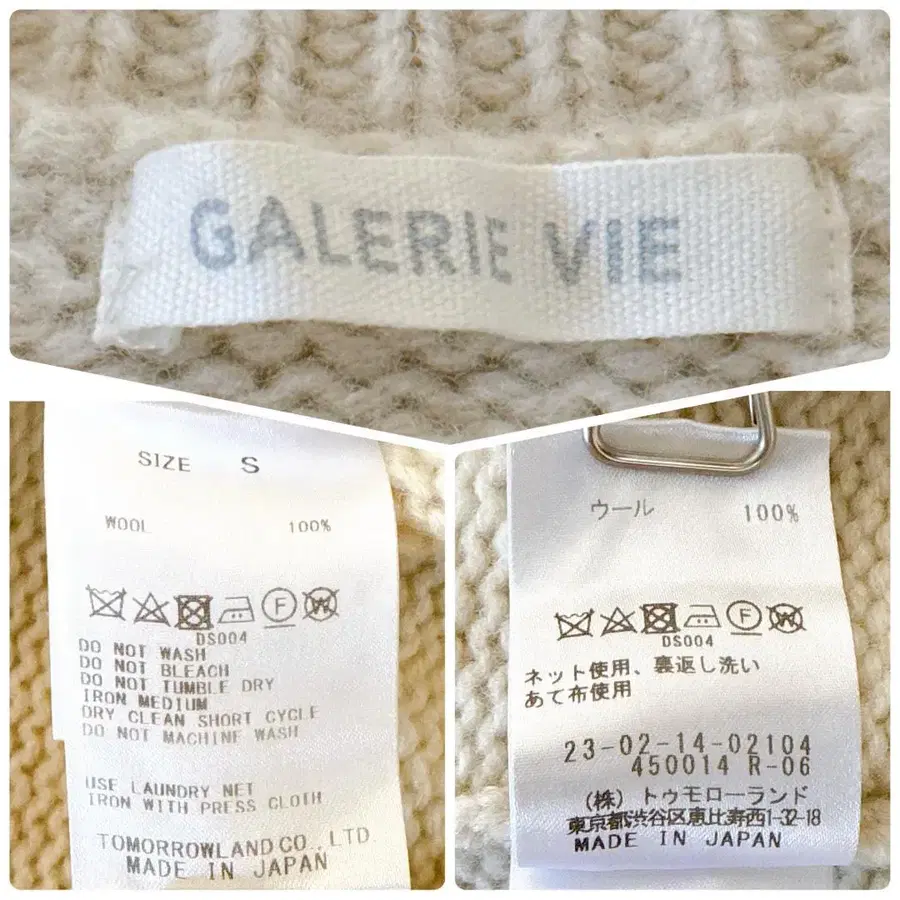 GALERIE VIE
SIZE S
WOOL 100%
F W
DS004
DO NOT WASH
DO NOT BLEACH
DO NOT TUMBLE DRY
IRON MEDIUM
DRY CLEAN SHORT CYCLE
DO NOT MACHINE WASH
USE LAUNDRY NET
IRON WITH PRESS CLOTH
TOMORROWLAND CO., LTD
MADE IN JAPAN
ウール 100%
F W
DS004
ネット使用、裏返し洗い
あて布使用
23-02-14-02104
450014 R-06
(株) トゥモローランド
東京都渋谷区恵比寿西1-32-18
MADE IN JAPAN